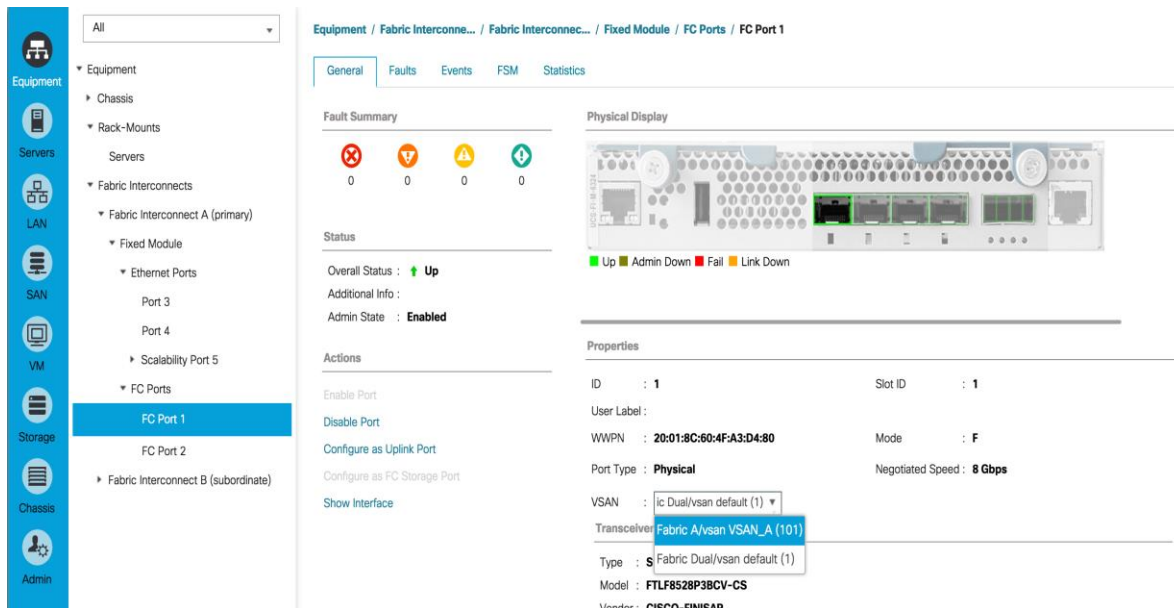 All
Equipment
Servers
LAN
SAN
VM
Storage
Chassis
Admin
Equipment
Chassis
Rack-Mounts
Servers
Fabric Interconnects
Fabric Interconnect A (primary)
Fixed Module
Ethernet Ports
Port 3
Port 4
Scalability Port 5
FC Ports
FC Port 1
FC Port 2
Fabric Interconnect B (subordinate)
Equipment / Fabric Interconne... / Fabric Interconnec... / Fixed Module / FC Ports / FC Port 1
General Faults Events FSM Statistics
Fault Summary
0 0 0 0
Status
Overall Status : Up
Additional Info :
Admin State : Enabled
Actions
Enable Port
Disable Port
Configure as Uplink Port
Configure as FC Storage Port
Show Interface
Physical Display
UCS-FI-M-6324
Up Admin Down Fail Link Down
Properties
ID : 1 Slot ID : 1
User Label :
WWPN : 20:01:8C:60:4F:A3:D4:80 Mode : F
Port Type : Physical Negotiated Speed : 8 Gbps
VSAN : ic Dual/vsan default (1)
Fabric A/vsan VSAN_A (101)
Fabric Dual/vsan default (1)
Transceiver
Type : S
Model : FTLF8528P3BCV-CS
Vendor : CISCO-FINISAR